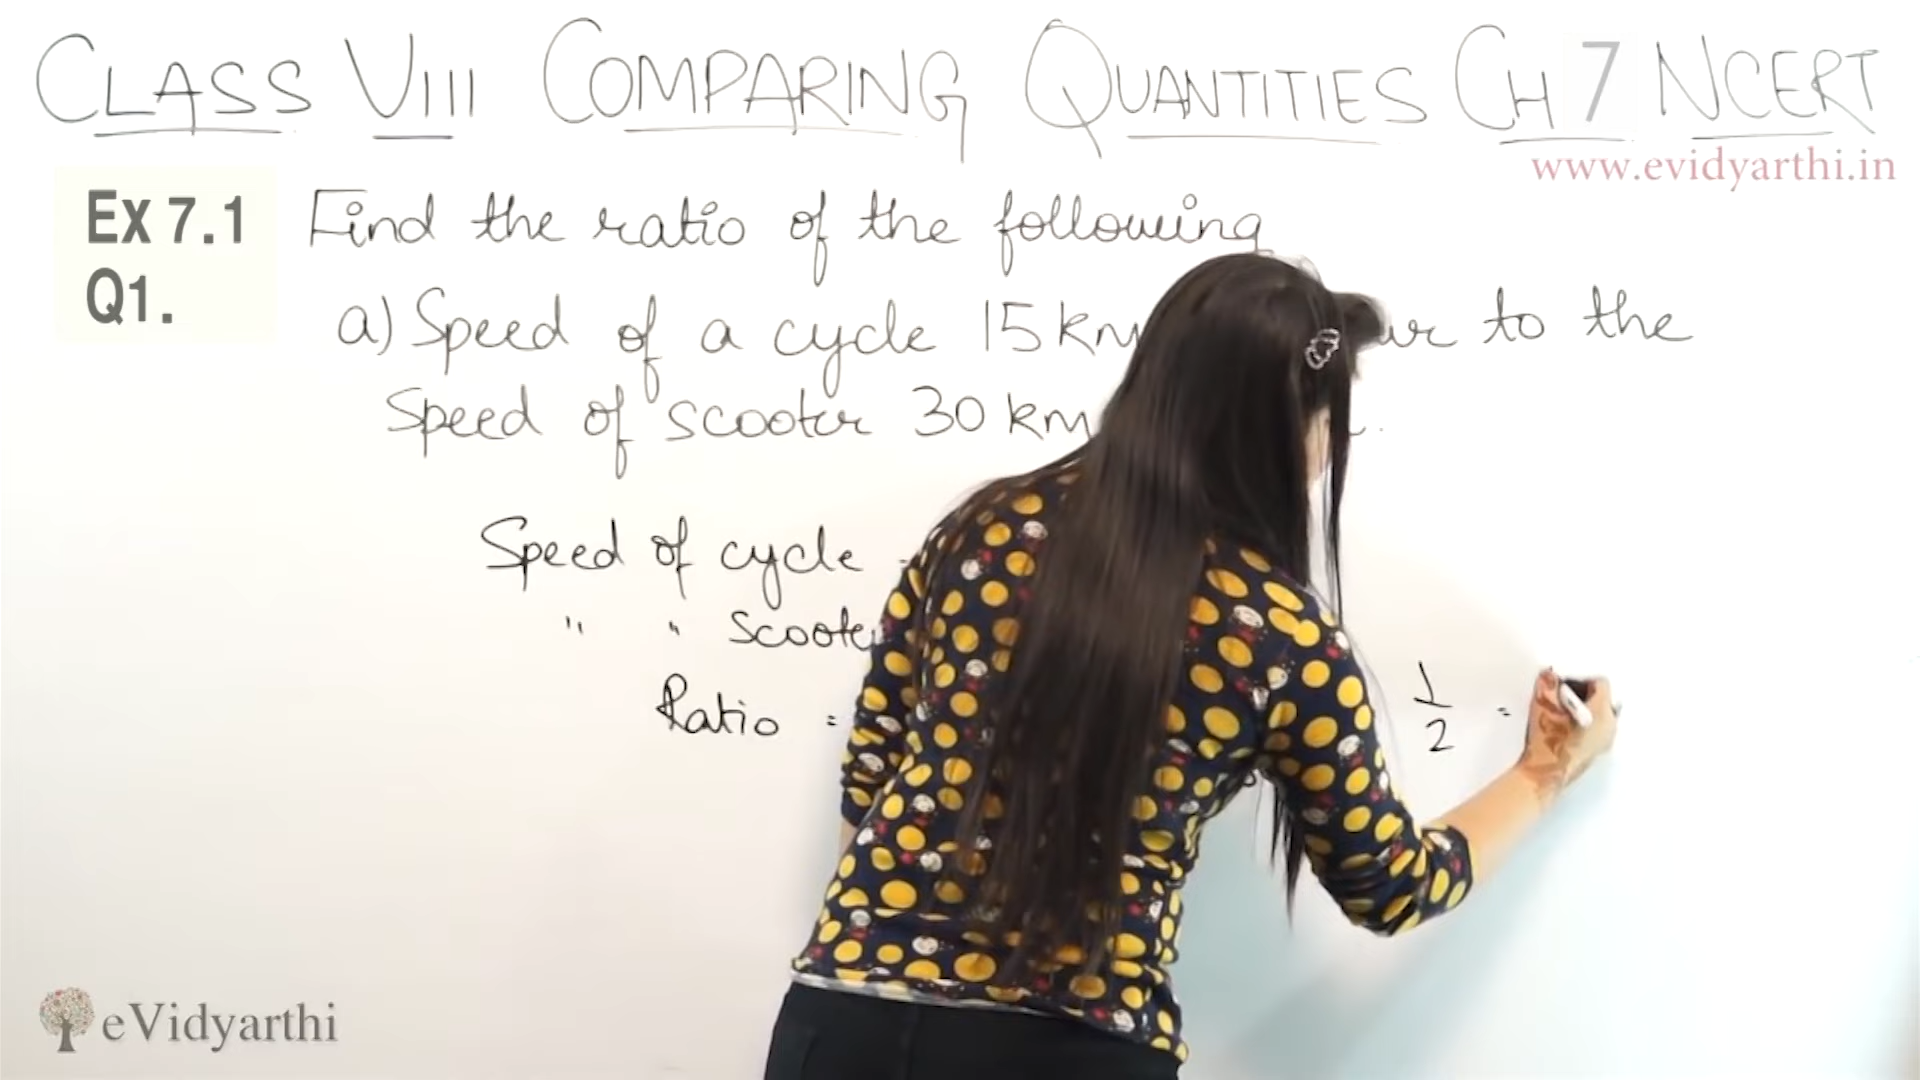 CLASS VIII COMPARING QUANTITIES CH 7 NCERT
www.evidyarthi.in
Ex 7.1 Find the ratio of the following
Q1.
a) Speed of a cycle 15 km to the
Speed of scooter 30 km
Speed of cycle
" " Scooter
Ratio = 1/2 =
eVidyarthi